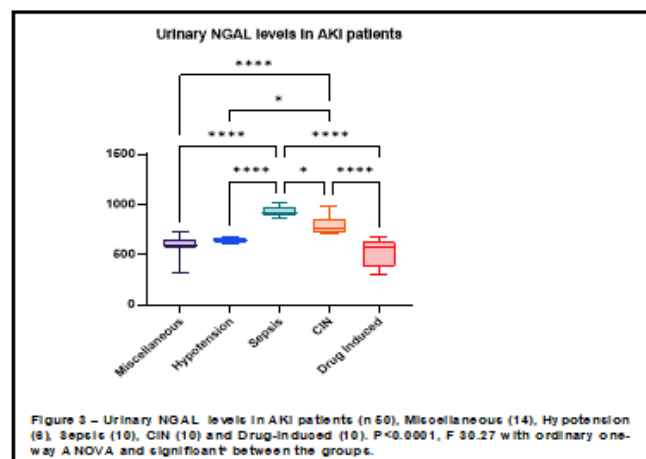 Urinary NGAL levels in AKI patients
****
*
**** ****
**** * ****
1500
1000
500
0
Miscellaneous
Hypotension
Sepsis
CIN
Drug Induced
Figure 3 – Urinary NGAL levels in AKI patients (n 50), Miscellaneous (14), Hypotension
(6), Sepsis (10), CIN (10) and Drug-induced (10). P<0.0001, F 30.27 with ordinary one-
way ANOVA and significant* between the groups.